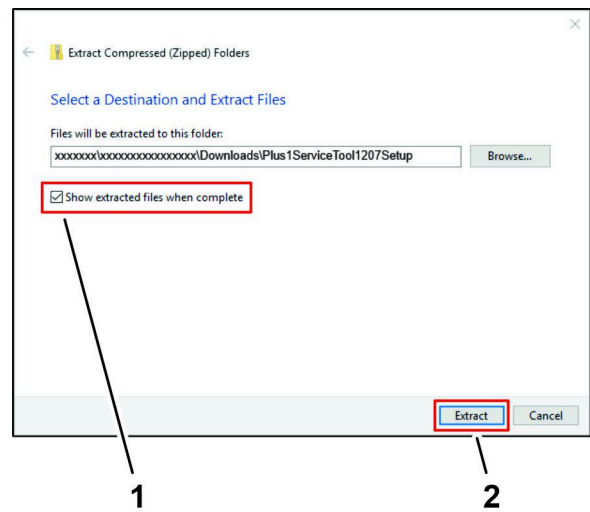 Extract Compressed (Zipped) Folders
Select a Destination and Extract Files
Files will be extracted to this folder:
xxxxxxx\xxxxxxxxxxxxxxxx\Downloads\Plus1ServiceTool1207Setup Browse...
Show extracted files when complete
Extract Cancel
1 2